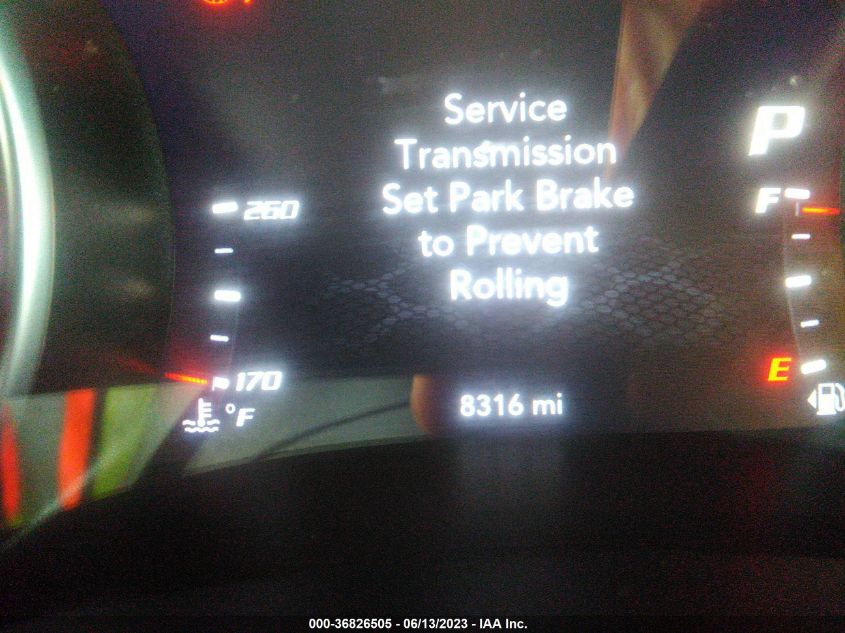 Service
Transmission
Set Park Brake
to Prevent
Rolling
P
F
260
E
170
°F
8316 mi
000-36826505 - 06/13/2023 - IAA Inc.